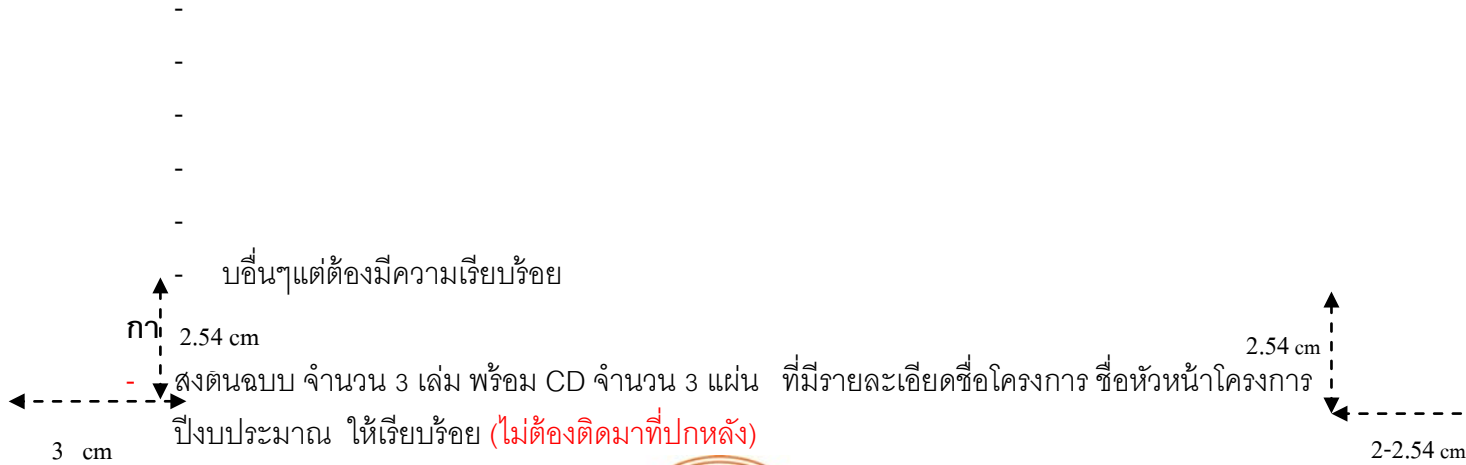 -
-
-
-
-
- บอื่นๆแต่ต้องมีความเรียบร้อย
กา 2.54 cm 2.54 cm
- ส่งต้นฉบบ จำนวน 3 เล่ม พร้อม CD จำนวน 3 แผ่น ที่มีรายละเอียดชื่อโครงการ ชื่อหัวหน้าโครงการ
ปีงบประมาณ ให้เรียบร้อย (ไม่ต้องติดมาที่ปกหลัง)
3 cm 2-2.54 cm